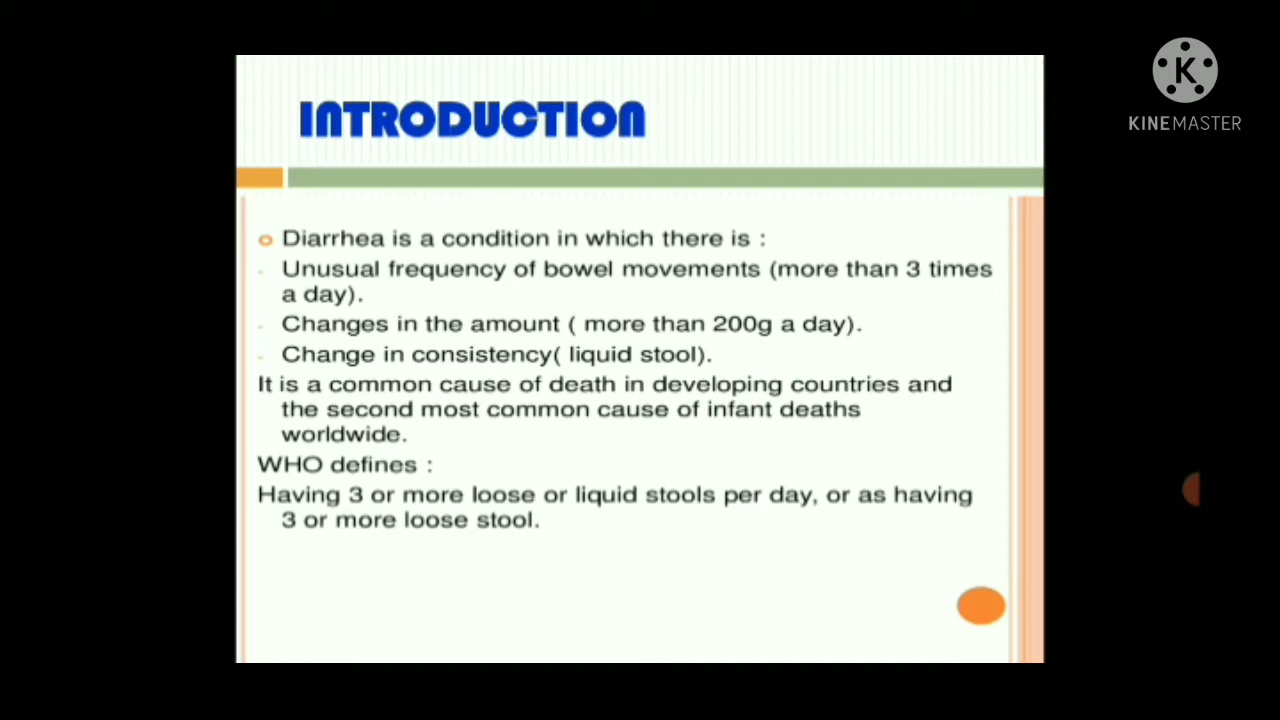 INTRODUCTION
K
KINEMASTER
Diarrhea is a condition in which there is :
- Unusual frequency of bowel movements (more than 3 times
a day).
- Changes in the amount ( more than 200g a day).
- Change in consistency( liquid stool).
It is a common cause of death in developing countries and
the second most common cause of infant deaths
worldwide.
WHO defines :
Having 3 or more loose or liquid stools per day, or as having
3 or more loose stool.